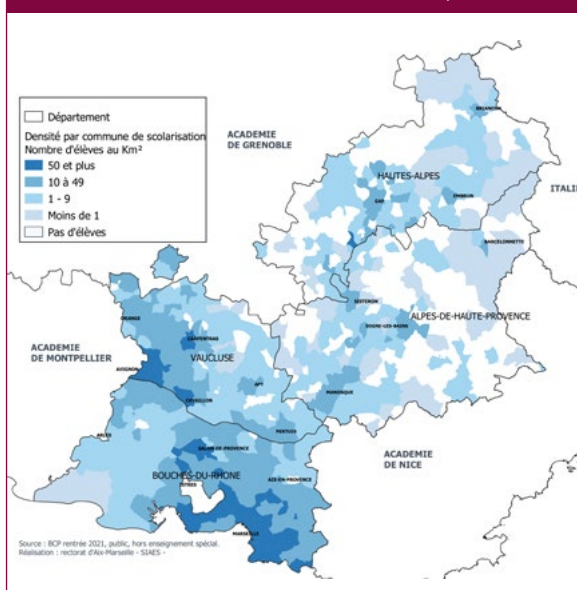 Département
Densité par commune de scolarisation
Nombre d'élèves au Km²
50 et plus
10 à 49
1 - 9
Moins de 1
Pas d'élèves
ACADEMIE
DE GRENOBLE
BRIANCON
HAUTES-ALPES
GAP
EMBRUN
ITALIE
BARCELONNETTE
SISTERON
ALPES-DE-HAUTE-PROVENCE
DIGNE-LES-BAINS
ORANGE
CARPENTRAS
ACADEMIE
DE MONTPELLIER
VAUCLUSE
AVIGNON
APT
MANOSQUE
CAVAILLON
PERTUIS
ARLES
ACADEMIE
DE NICE
SALON-DE-PROVENCE
BOUCHES-DU-RHONE
ISTRES
AIX-EN-PROVENCE
MARSEILLE
Source : BCP rentrée 2021, public, hors enseignement spécial.
Réalisation : rectorat d'Aix-Marseille - SIAES -